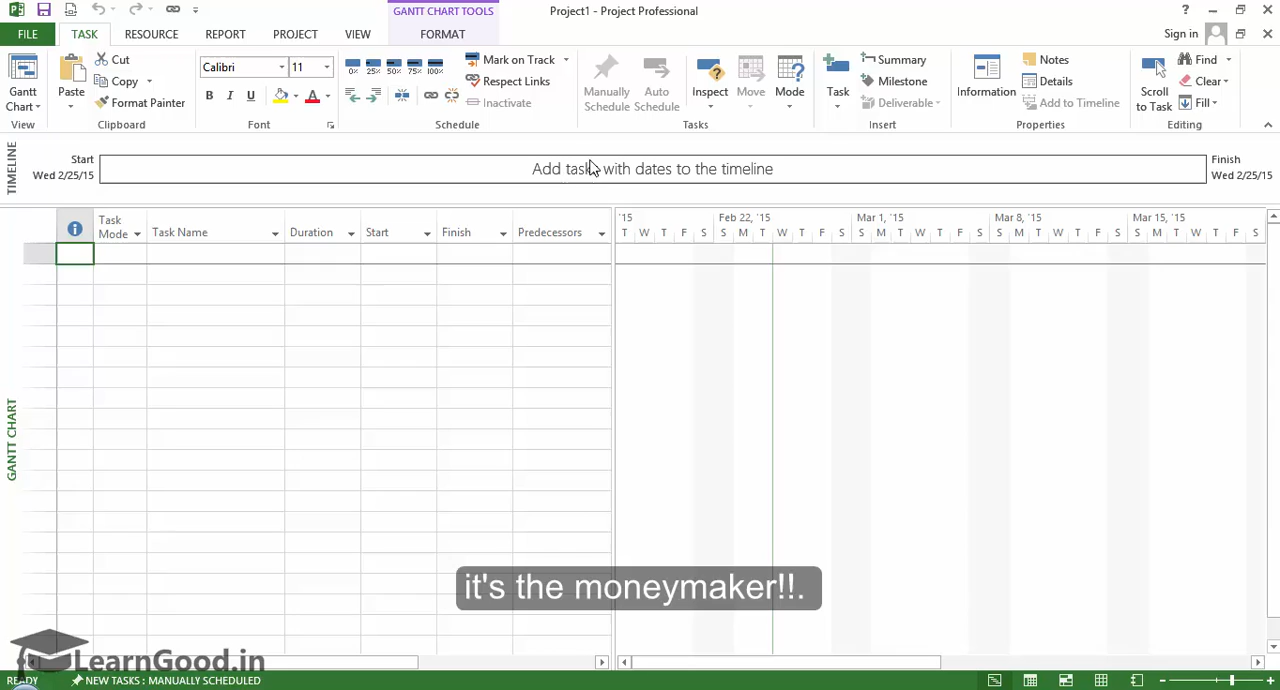 GANTT CHART TOOLS
Project1 - Project Professional
?
FILE TASK RESOURCE REPORT PROJECT VIEW FORMAT
Sign in
Gantt Chart
View
Paste
Cut
Copy
Format Painter
Clipboard
Calibri 11
B I U A
Font
0% 25% 50% 75% 100%
Mark on Track
Respect Links
Inactivate
Schedule
Manually Schedule
Auto Schedule
Inspect
Move
Mode
Tasks
Task
Summary
Milestone
Deliverable
Insert
Information
Notes
Details
Add to Timeline
Properties
Scroll to Task
Find
Clear
Fill
Editing
TIMELINE
Start
Wed 2/25/15
Add tasks with dates to the timeline
Finish
Wed 2/25/15
Task Mode
Task Name
Duration
Start
Finish
Predecessors
'15 Feb 22, '15 Mar 1, '15 Mar 8, '15 Mar 15, '15
T W T F S S M T W T F S S M T W T F S S M T W T F S S M T W T F S
GANTT CHART
it's the moneymaker!!.
LearnGood.in
READY
NEW TASKS : MANUALLY SCHEDULED